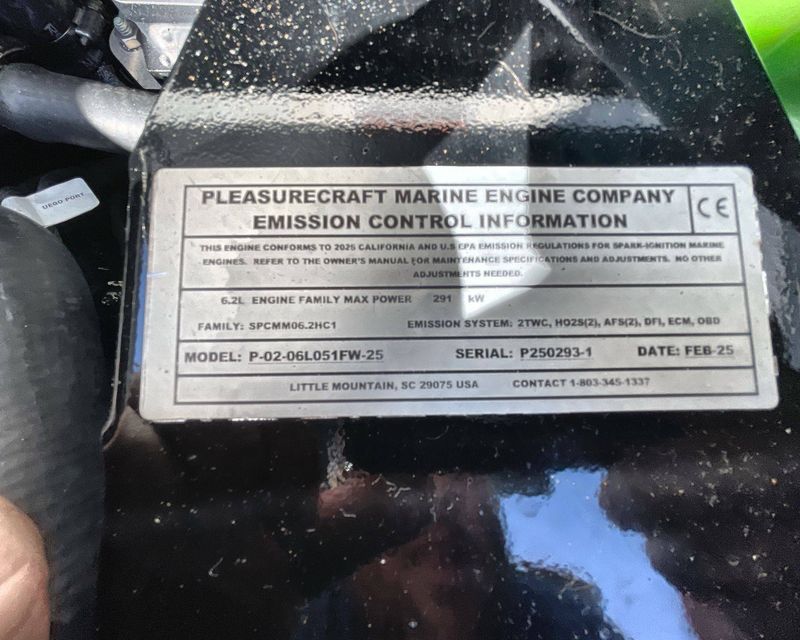 UEGO PORT
PLEASURECRAFT MARINE ENGINE COMPANY
EMISSION CONTROL INFORMATION
CE
THIS ENGINE CONFORMS TO 2025 CALIFORNIA AND U.S EPA EMISSION REGULATIONS FOR SPARK-IGNITION MARINE
ENGINES. REFER TO THE OWNER'S MANUAL FOR MAINTENANCE SPECIFICATIONS AND ADJUSTMENTS. NO OTHER
ADJUSTMENTS NEEDED.
6.2L ENGINE FAMILY MAX POWER 291 kW
FAMILY: SPCMM06.2HC1 EMISSION SYSTEM: 2TWC, HO2S(2), AFS(2), DFI, ECM, OBD
MODEL: P-02-06L051FW-25 SERIAL: P250293-1 DATE: FEB-25
LITTLE MOUNTAIN, SC 29075 USA CONTACT 1-803-345-1337